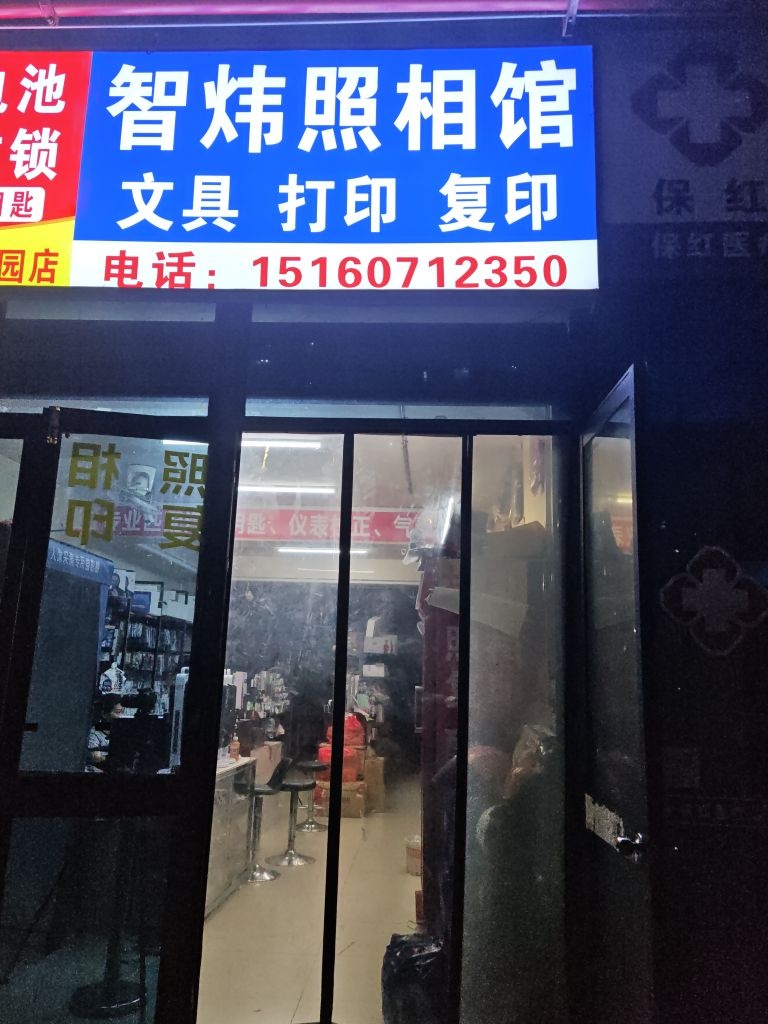 智炜照相馆
文具 打印 复印
电话：15160712350
池
锁
匙
园店
保红
保红医
照相
复印
钥匙、仪表校正、气